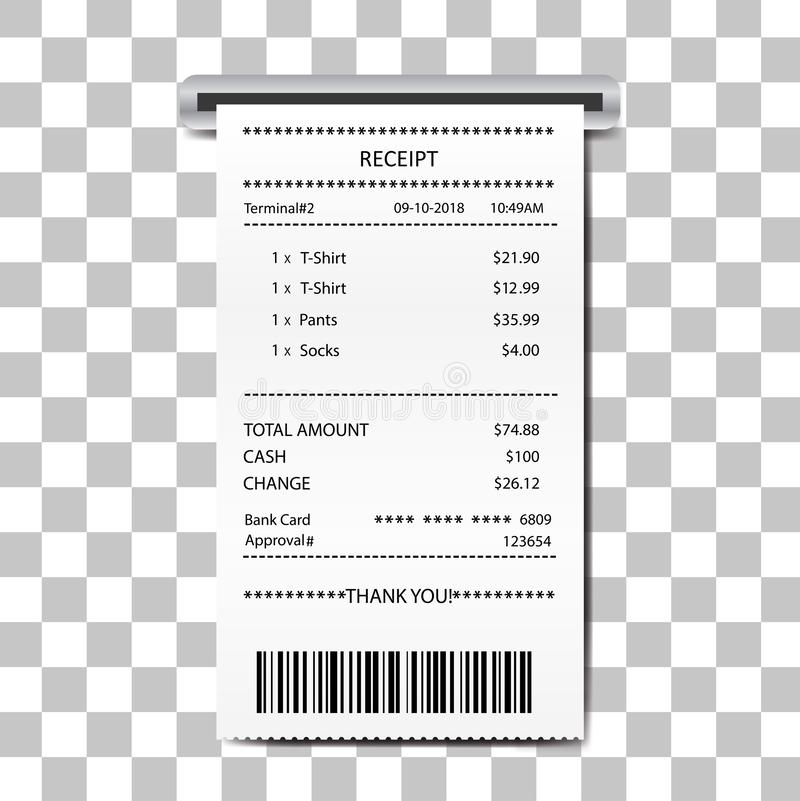 *******************************
RECEIPT
*******************************
Terminal#2 09-10-2018 10:49AM
1 x T-Shirt $21.90
1 x T-Shirt $12.99
1 x Pants $35.99
1 x Socks $4.00
dreamstime.
TOTAL AMOUNT $74.88
CASH $100
CHANGE $26.12
Bank Card **** **** **** 6809
Approval# 123654
**********THANK YOU!**********